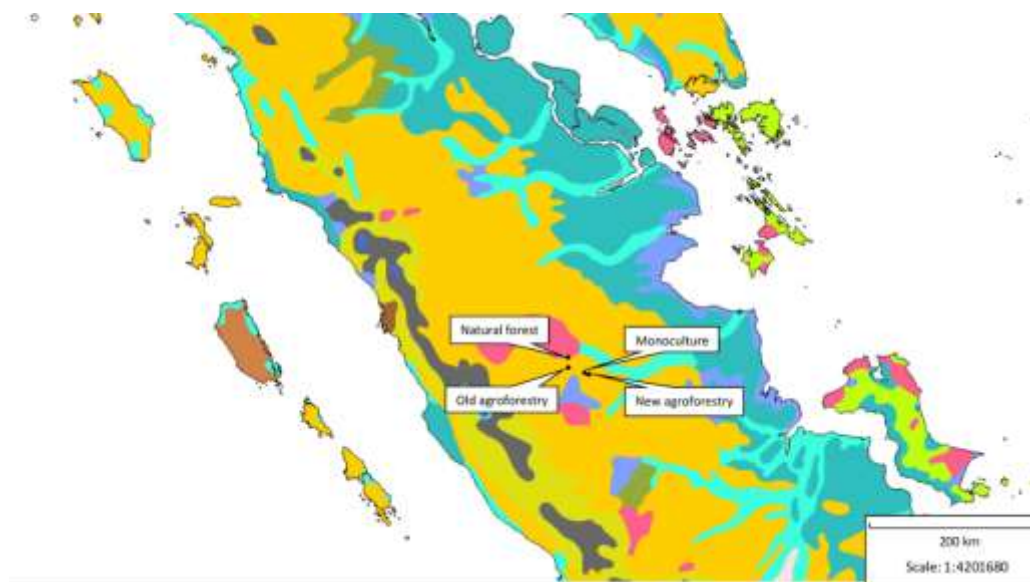 Natural forest
Monoculture
Old agroforestry
New agroforestry
200 km
Scale: 1:4201680